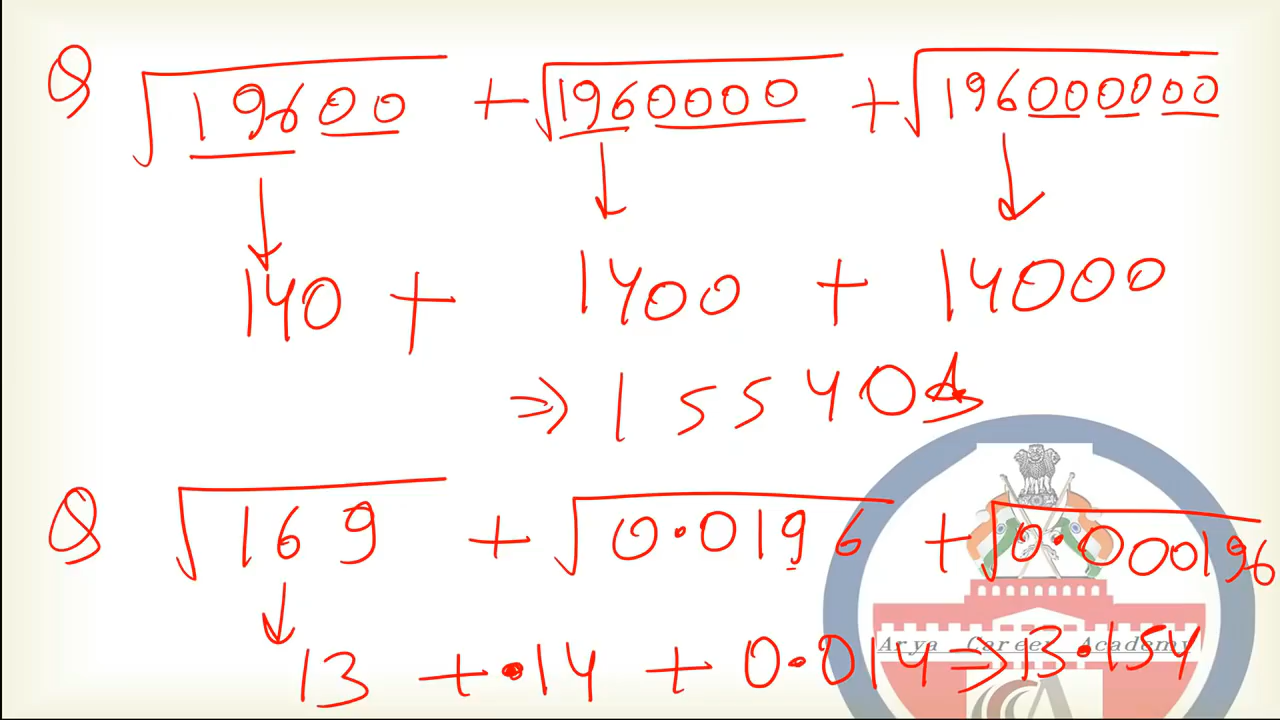 Q √19600 + √1960000 + √196000000
140 + 1400 + 14000
⇒ 15540 A
Q √169 + √0.0196 + √0.000196
Arya Career Academy
13 + .14 + 0.014 ⇒ 13.154